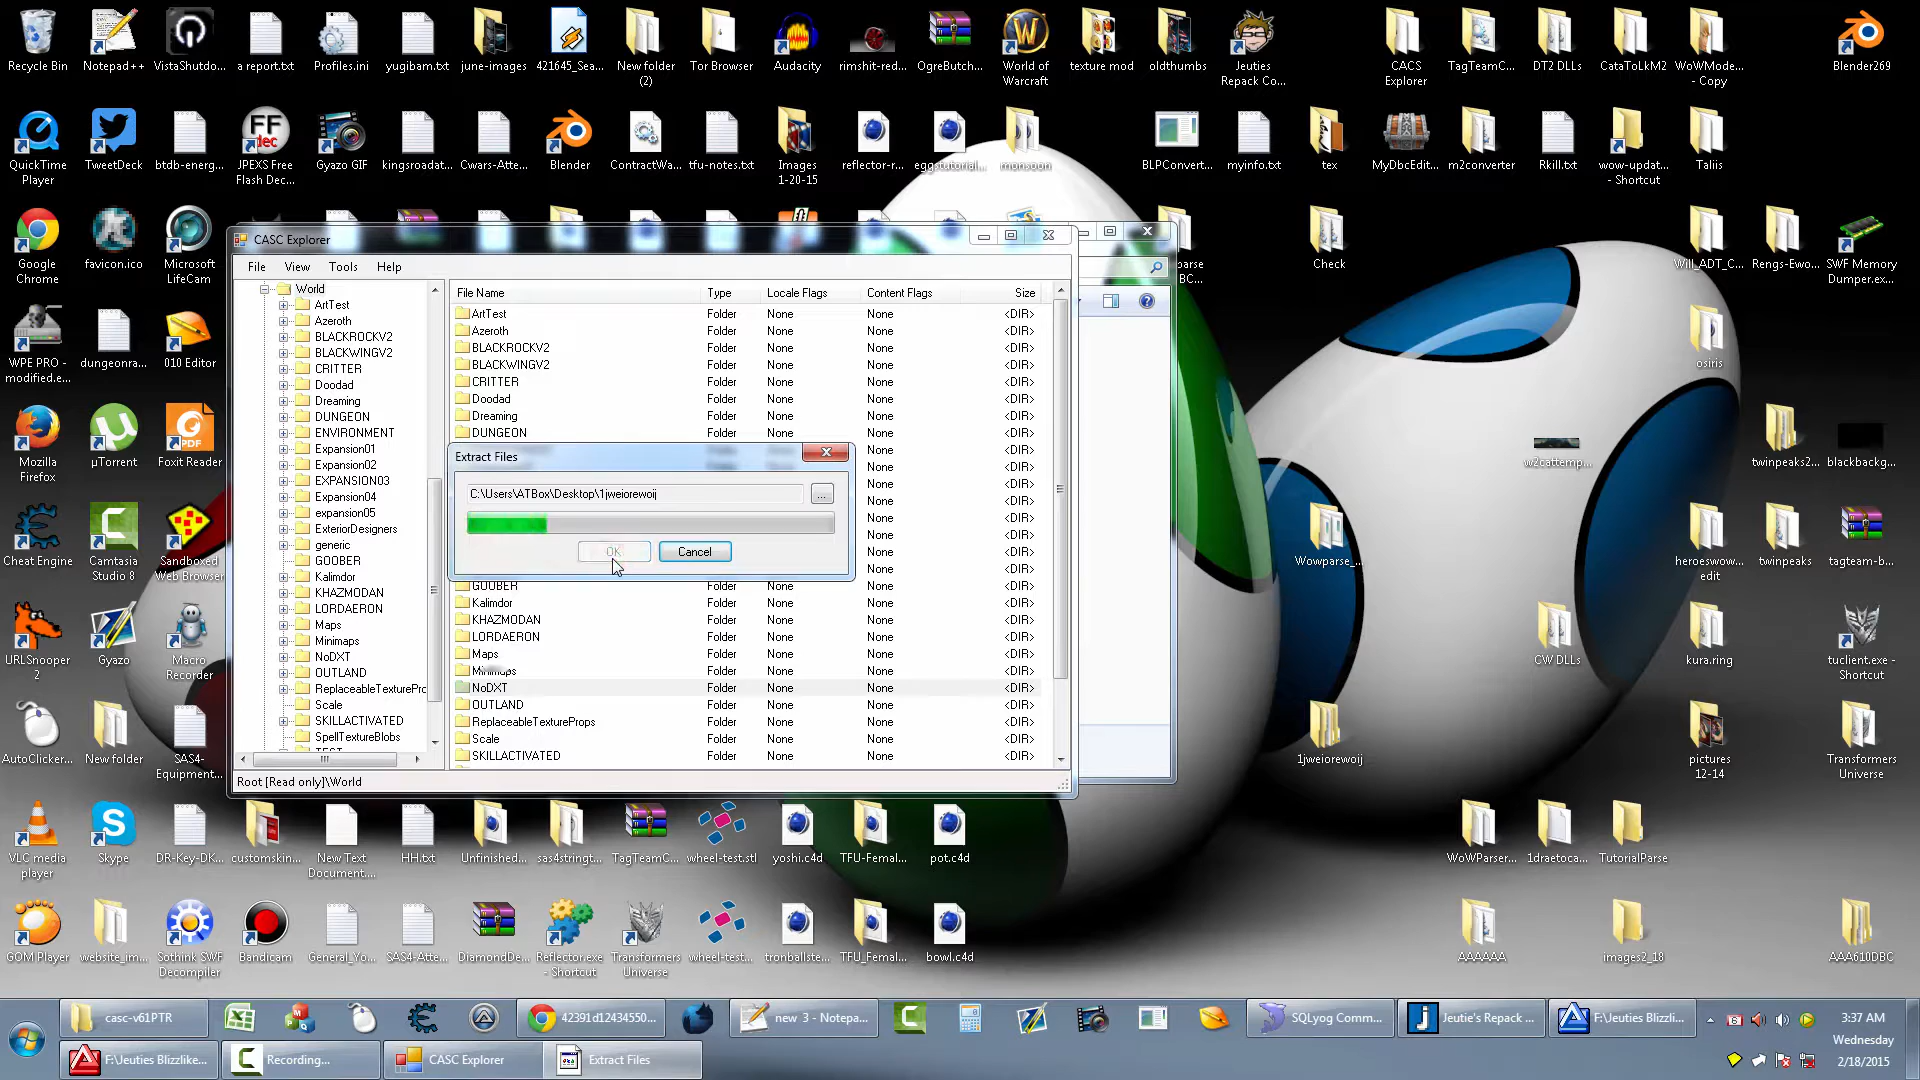 Recycle Bin
Notepad++
VistaShutdo...
a report.txt
Profiles.ini
yugibam.txt
june-images
421645_Sea...
New folder
(2)
Tor Browser
Audacity
rimshit-red...
OgreButch...
World of
Warcraft
texture mod
oldthumbs
Jeuties
Repack Co...
CACS
Explorer
TagTeamC...
DT2 DLLs
CataToLkM2
WoWMode...
- Copy
Blender269
QuickTime
Player
TweetDeck
btdb-energ...
JPEXS Free
Flash Dec...
Gyazo GIF
kingsroadat...
Cwars-Atte...
Blender
ContractWa...
tfu-notes.txt
Images
1-20-15
reflector-r...
eggstutorial...
monsoon
BLPConvert...
myinfo.txt
tex
MyDbcEdit...
m2converter
Rkill.txt
wow-updat...
- Shortcut
Taliis
Google
Chrome
favicon.ico
Microsoft
LifeCam
Check
Will_ADT_C...
Rengs-Ewo...
SWF Memory
Dumper.ex...
CASC Explorer
File
View
Tools
Help
World
ArtTest
Azeroth
BLACKROCKV2
BLACKWINGV2
CRITTER
Doodad
Dreaming
DUNGEON
ENVIRONMENT
Expansion01
Expansion02
EXPANSION03
Expansion04
expansion05
ExteriorDesigners
generic
GOOBER
Kalimdor
KHAZMODAN
LORDAERON
Maps
Minimaps
NoDXT
OUTLAND
ReplaceableTexturePro
Scale
SKILLACTIVATED
SpellTextureBlobs
File Name
Type
Locale Flags
Content Flags
Size
ArtTest Folder None None <DIR>
Azeroth Folder None None <DIR>
BLACKROCKV2 Folder None None <DIR>
BLACKWINGV2 Folder None None <DIR>
CRITTER Folder None None <DIR>
Doodad Folder None None <DIR>
Dreaming Folder None None <DIR>
DUNGEON Folder None None <DIR>
None <DIR>
None <DIR>
None <DIR>
None <DIR>
None <DIR>
None <DIR>
None <DIR>
None <DIR>
GOOBER Folder None None <DIR>
Kalimdor Folder None None <DIR>
KHAZMODAN Folder None None <DIR>
LORDAERON Folder None None <DIR>
Maps Folder None None <DIR>
Minimaps Folder None None <DIR>
NoDXT Folder None None <DIR>
OUTLAND Folder None None <DIR>
ReplaceableTextureProps Folder None None <DIR>
Scale Folder None None <DIR>
SKILLACTIVATED Folder None None <DIR>
Root [Read only]\World
Extract Files
C:\Users\ATBox\Desktop\1jweiorewoij
...
OK
Cancel
WPE PRO -
modified.e...
dungeonra...
010 Editor
osiris
Mozilla
Firefox
µTorrent
Foxit Reader
w2cattemp...
twinpeaks2...
blackbackg...
Cheat Engine
Camtasia
Studio 8
Sandboxed
Web Browser
Wowparse_...
heroeswow...
edit
twinpeaks
tagteam-b...
URLSnooper
2
Gyazo
Macro
Recorder
CW DLLs
kura.ring
tuclient.exe -
Shortcut
AutoClicker...
New folder
SAS4-
Equipment...
1jweiorewoij
pictures
12-14
Transformers
Universe
VLC media
player
Skype
DR-Key-DK...
customskin...
New Text
Document....
HH.txt
Unfinished...
sas4stringt...
TagTeamC...
wheel-test.stl
yoshi.c4d
TFU-Femal...
pot.c4d
WoWParser...
1draetoca...
TutorialParse
GOM Player
website_im...
Sothink SWF
Decompiler
Bandicam
General_Yo...
SAS4-Atte...
DiamondDe...
Reflector.exe
- Shortcut
Transformers
Universe
wheel-test...
tronballste...
TFU_Femal...
bowl.c4d
AAAAAA
images2_18
AAA610DBC
casc-v61PTR
42391d12434550...
new 3 - Notepa...
SQLyog Comm...
Jeutie's Repack ...
F:\Jeuties Blizzli...
3:37 AM
Wednesday
2/18/2015
F:\Jeuties Blizzlike...
Recording...
CASC Explorer
Extract Files